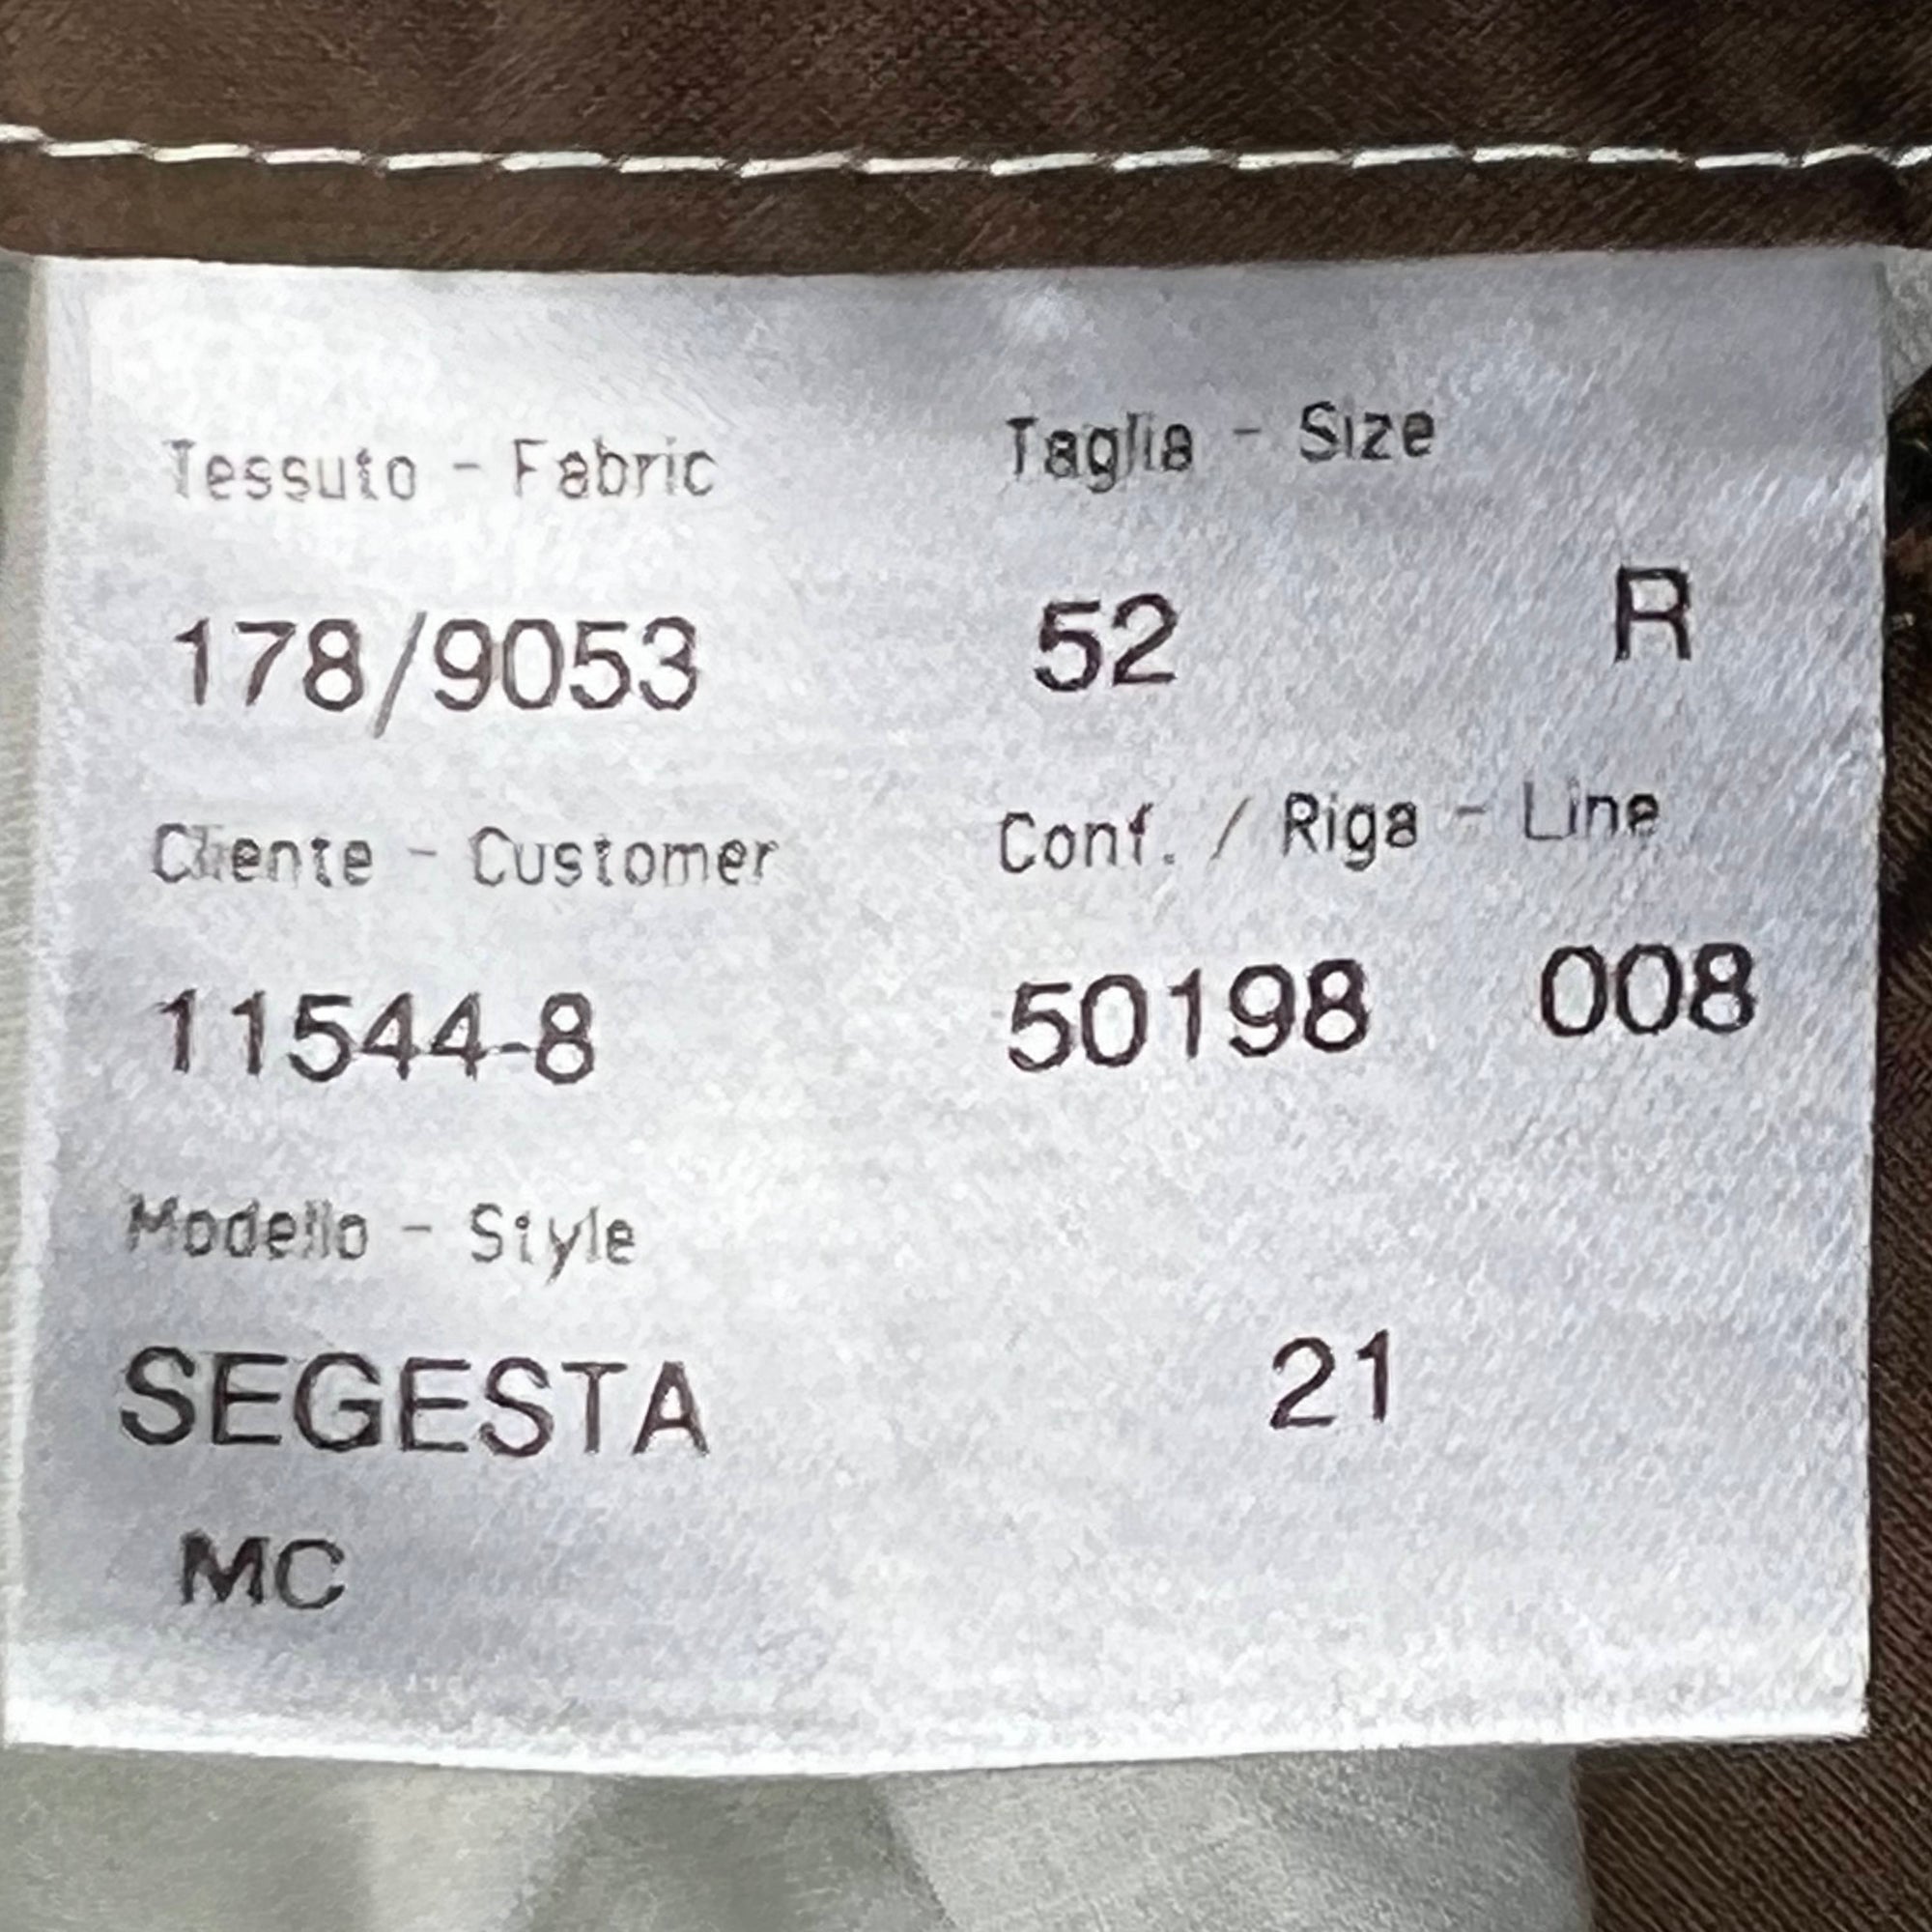 Tessuto - Fabric Taglia - Size
178/9053 52 R
Cliente - Customer Conf. / Riga - Line
11544-8 50198 008
Modello - Style
SEGESTA 21
MC